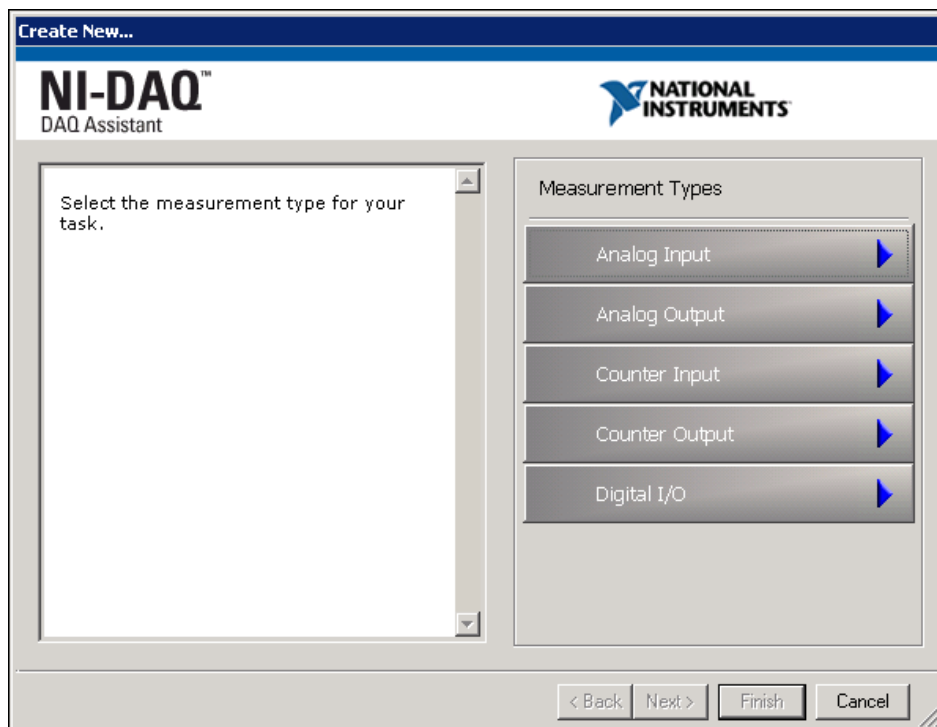 Create New...
NI-DAQ™
DAQ Assistant
NATIONAL
INSTRUMENTS
Select the measurement type for your
task.
Measurement Types
Analog Input
Analog Output
Counter Input
Counter Output
Digital I/O
< Back Next > Finish Cancel